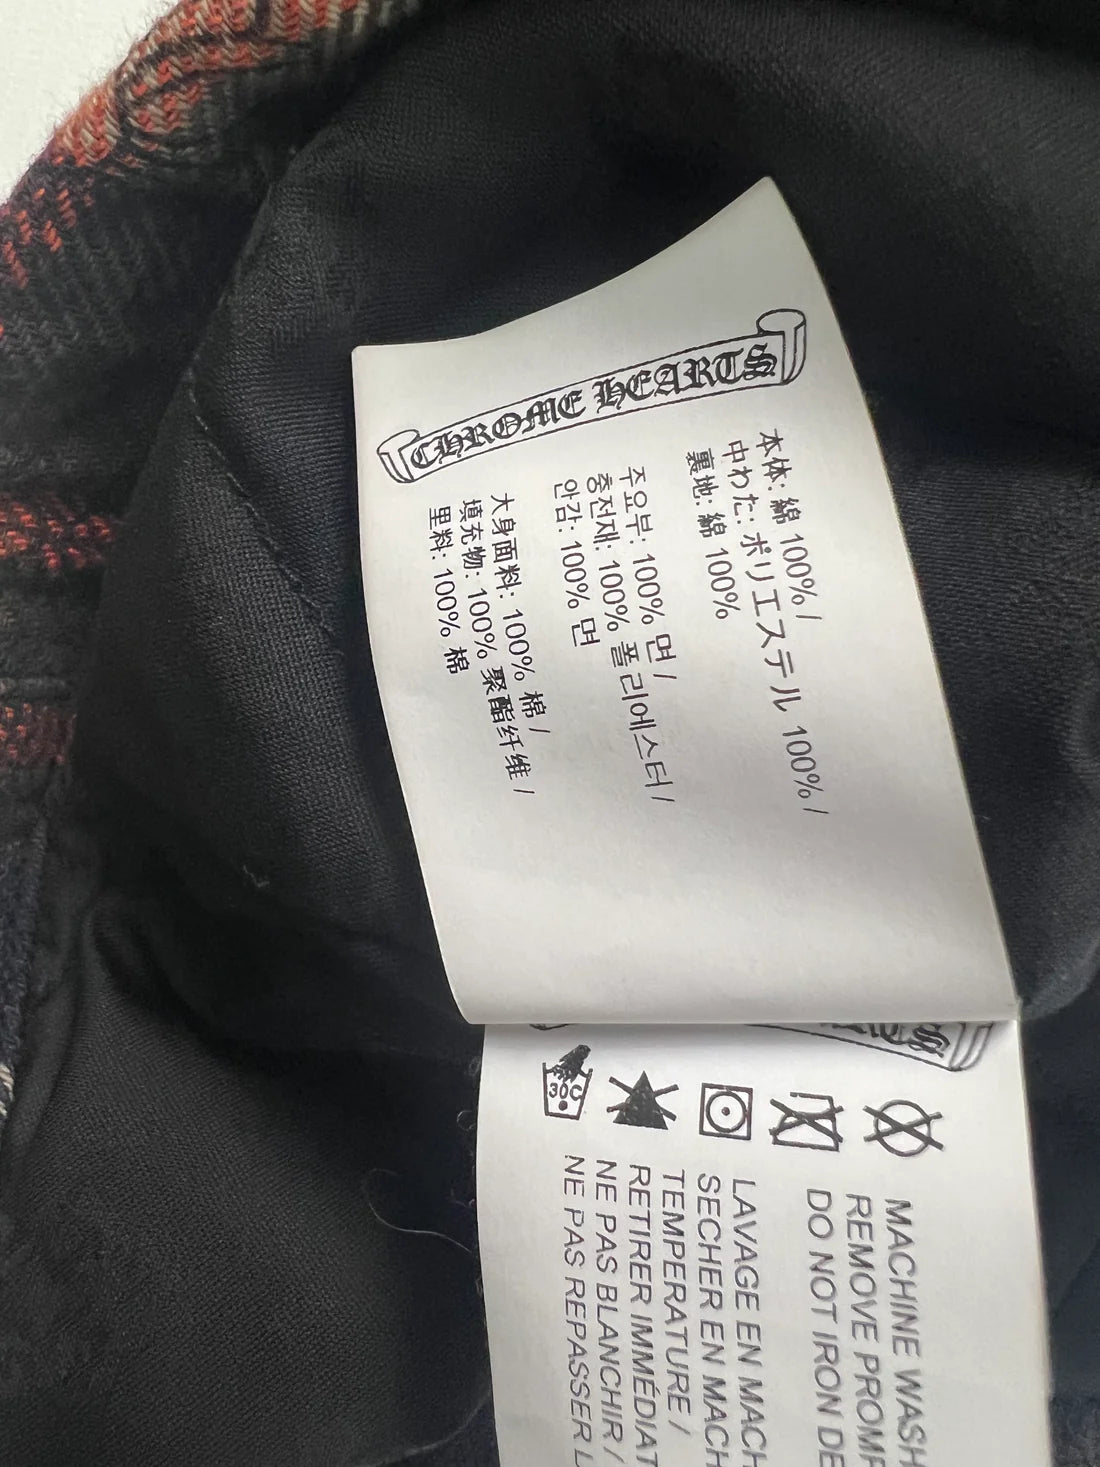 CHROME HEARTS
本体: 綿 100% /
中わた: ポリエステル 100% /
裏地: 綿 100%
주요부: 100% 면 /
충전재: 100% 폴리에스터 /
안감: 100% 면
大身面料: 100% 棉 /
填充物: 100% 聚酯纤维 /
里料: 100% 棉
30C
MACHINE WASH
REMOVE PROMP
DO NOT IRON DE
LAVAGE EN MACH
SECHER EN MACH
TEMPERATURE /
RETIRER IMMÉDIAT
NE PAS BLANCHIR /
NE PAS REPASSER L